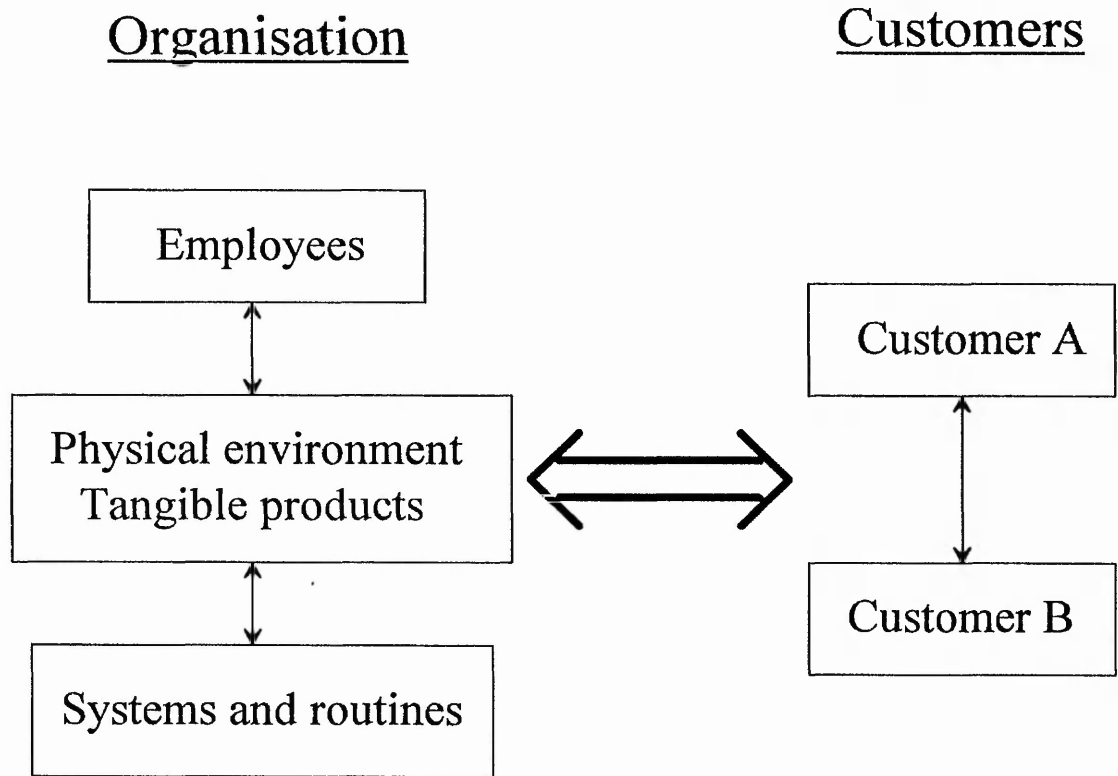 Organisation
Customers
Employees
Physical environment
Tangible products
Systems and routines
Customer A
Customer B